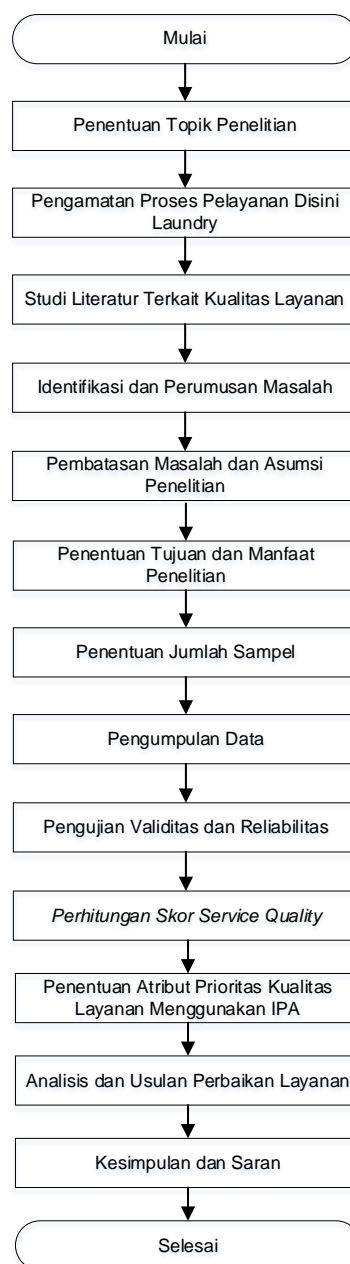 Mulai
Penentuan Topik Penelitian
Pengamatan Proses Pelayanan Disini
Laundry
Studi Literatur Terkait Kualitas Layanan
Identifikasi dan Perumusan Masalah
Pembatasan Masalah dan Asumsi
Penelitian
Penentuan Tujuan dan Manfaat
Penelitian
Penentuan Jumlah Sampel
Pengumpulan Data
Pengujian Validitas dan Reliabilitas
Perhitungan Skor Service Quality
Penentuan Atribut Prioritas Kualitas
Layanan Menggunakan IPA
Analisis dan Usulan Perbaikan Layanan
Kesimpulan dan Saran
Selesai